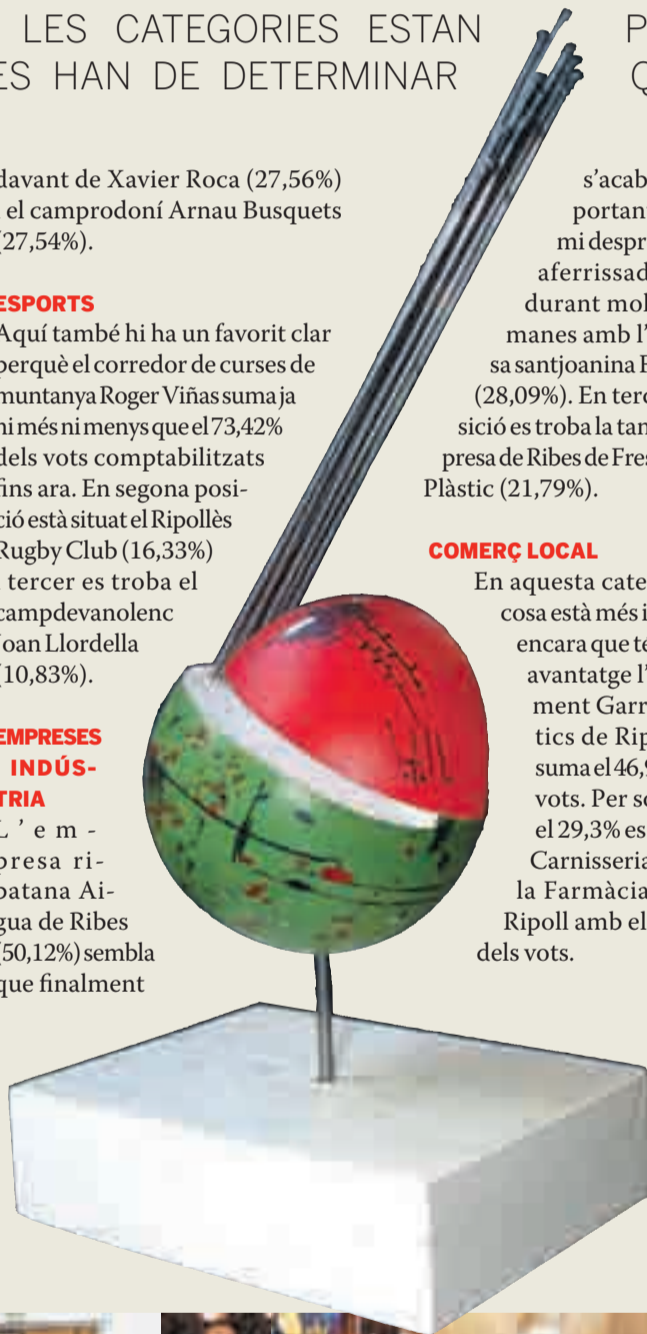 LES CATEGORIES ESTAN
ES HAN DE DETERMINAR
davant de Xavier Roca (27,56%)
i el camprodoní Arnau Busquets
(27,54%).
ESPORTS
Aquí també hi ha un favorit clar
perquè el corredor de curses de
muntanya Roger Viñas suma ja
ni més ni menys que el 73,42%
dels vots comptabilitzats
fins ara. En segona posi-
ció està situat el Ripollès
Rugby Club (16,33%)
i tercer es troba el
campdevanolenc
Joan Llordella
(10,83%).
EMPRESES
I INDÚS-
TRIA
L'em-
presa ri-
batana Ai-
gua de Ribes
(50,12%) sembla
que finalment
P
Q
s'acab
portan
mi despr
aferrissad
durant mol
manes amb l'
sa santjoanina
(28,09%). En terc
sició es troba la tam
presa de Ribes de Fres
Plàstic (21,79%).
COMERÇ LOCAL
En aquesta cate
cosa està més i
encara que te
avantatge l'
ment Garr
tics de Rip
suma el 46,9
vots. Per so
el 29,3% es
Carnisseria
la Farmàcia
Ripoll amb el
dels vots.